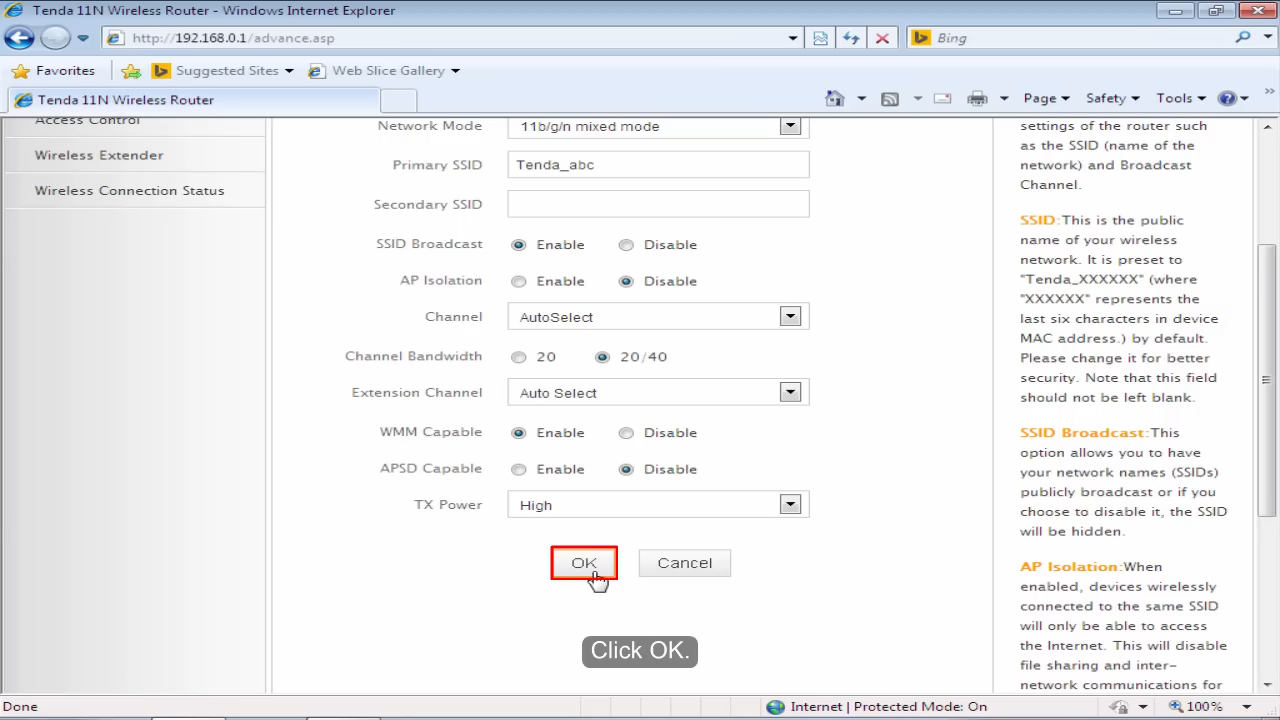 Tenda 11N Wireless Router - Windows Internet Explorer
http://192.168.0.1/advance.asp
Bing
Favorites
Suggested Sites
Web Slice Gallery
Tenda 11N Wireless Router
Page
Safety
Tools
Access Control
Wireless Extender
Wireless Connection Status
Network Mode 11b/g/n mixed mode
Primary SSID Tenda_abc
Secondary SSID
SSID Broadcast Enable Disable
AP Isolation Enable Disable
Channel AutoSelect
Channel Bandwidth 20 20/40
Extension Channel Auto Select
WMM Capable Enable Disable
APSD Capable Enable Disable
TX Power High
OK Cancel
Click OK.
settings of the router such
as the SSID (name of the
network) and Broadcast
Channel.
SSID:This is the public
name of your wireless
network. It is preset to
"Tenda_XXXXXX" (where
"XXXXXX" represents the
last six characters in device
MAC address.) by default.
Please change it for better
security. Note that this field
should not be left blank.
SSID Broadcast:This
option allows you to have
your network names (SSIDs)
publicly broadcast or if you
choose to disable it, the SSID
will be hidden.
AP Isolation:When
enabled, devices wirelessly
connected to the same SSID
will only be able to access
the Internet. This will disable
file sharing and inter-
network communications for
Done
Internet | Protected Mode: On
100%